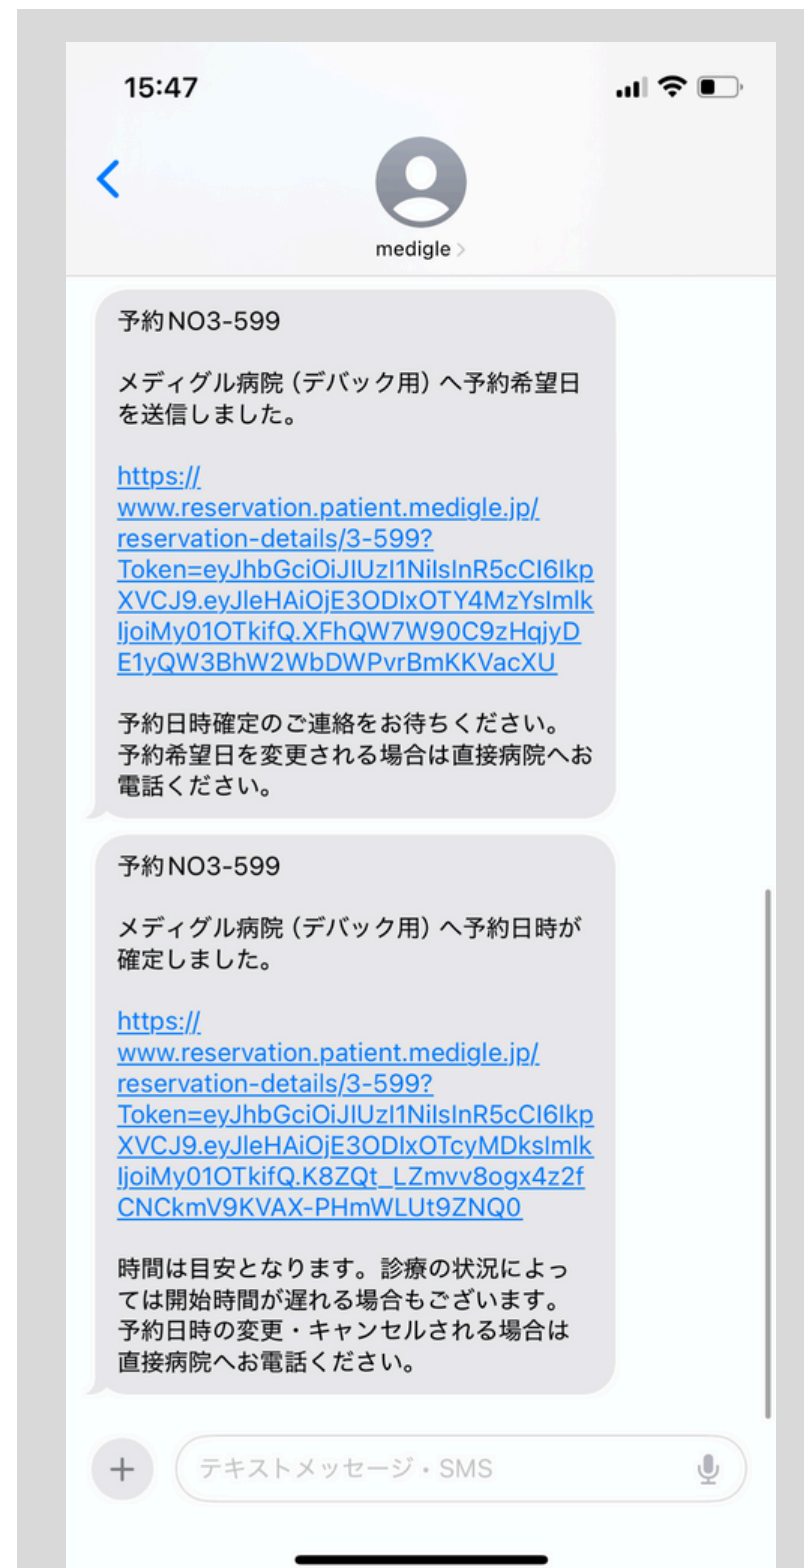 15:47
medigle
予約NO3-599
メディグル病院（デバック用）へ予約希望日
を送信しました。
https://
www.reservation.patient.medigle.jp/
reservation-details/3-599?
Token=eyJhbGciOiJIUzI1NiIsInR5cCI6Ikp
XVCJ9.eyJleHAiOjE3ODIxOTY4MzYsImlk
IjoiMy01OTkifQ.XFhQW7W90C9zHqjyD
E1yQW3BhW2WbDWPvrBmKKVacXU
予約日時確定のご連絡をお待ちください。
予約希望日を変更される場合は直接病院へお
電話ください。
予約NO3-599
メディグル病院（デバック用）へ予約日時が
確定しました。
https://
www.reservation.patient.medigle.jp/
reservation-details/3-599?
Token=eyJhbGciOiJIUzI1NiIsInR5cCI6Ikp
XVCJ9.eyJleHAiOjE3ODIxOTcyMDksImlk
IjoiMy01OTkifQ.K8ZQt_LZmvv8ogx4z2f
CNCkmV9KVAX-PHmWLUt9ZNQ0
時間は目安となります。診療の状況によっ
ては開始時間が遅れる場合もございます。
予約日時の変更・キャンセルされる場合は
直接病院へお電話ください。
テキストメッセージ・SMS